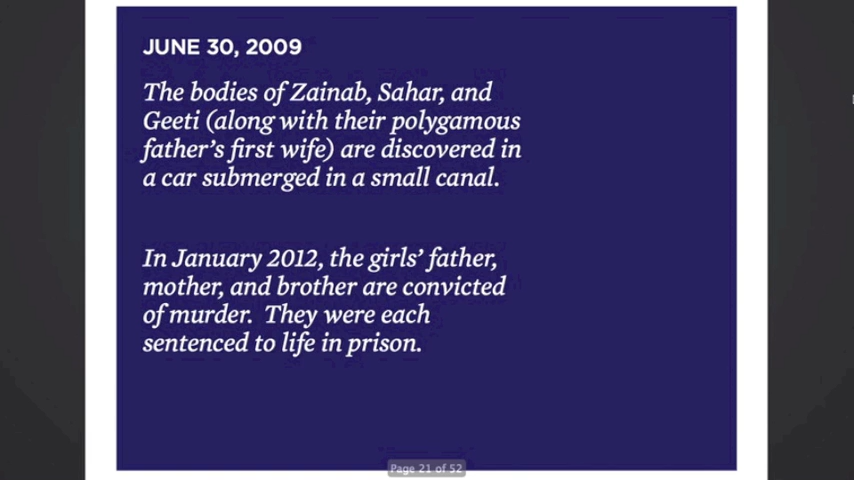 JUNE 30, 2009
The bodies of Zainab, Sahar, and
Geeti (along with their polygamous
father’s first wife) are discovered in
a car submerged in a small canal.
In January 2012, the girls’ father,
mother, and brother are convicted
of murder.  They were each
sentenced to life in prison.
Page 21 of 52